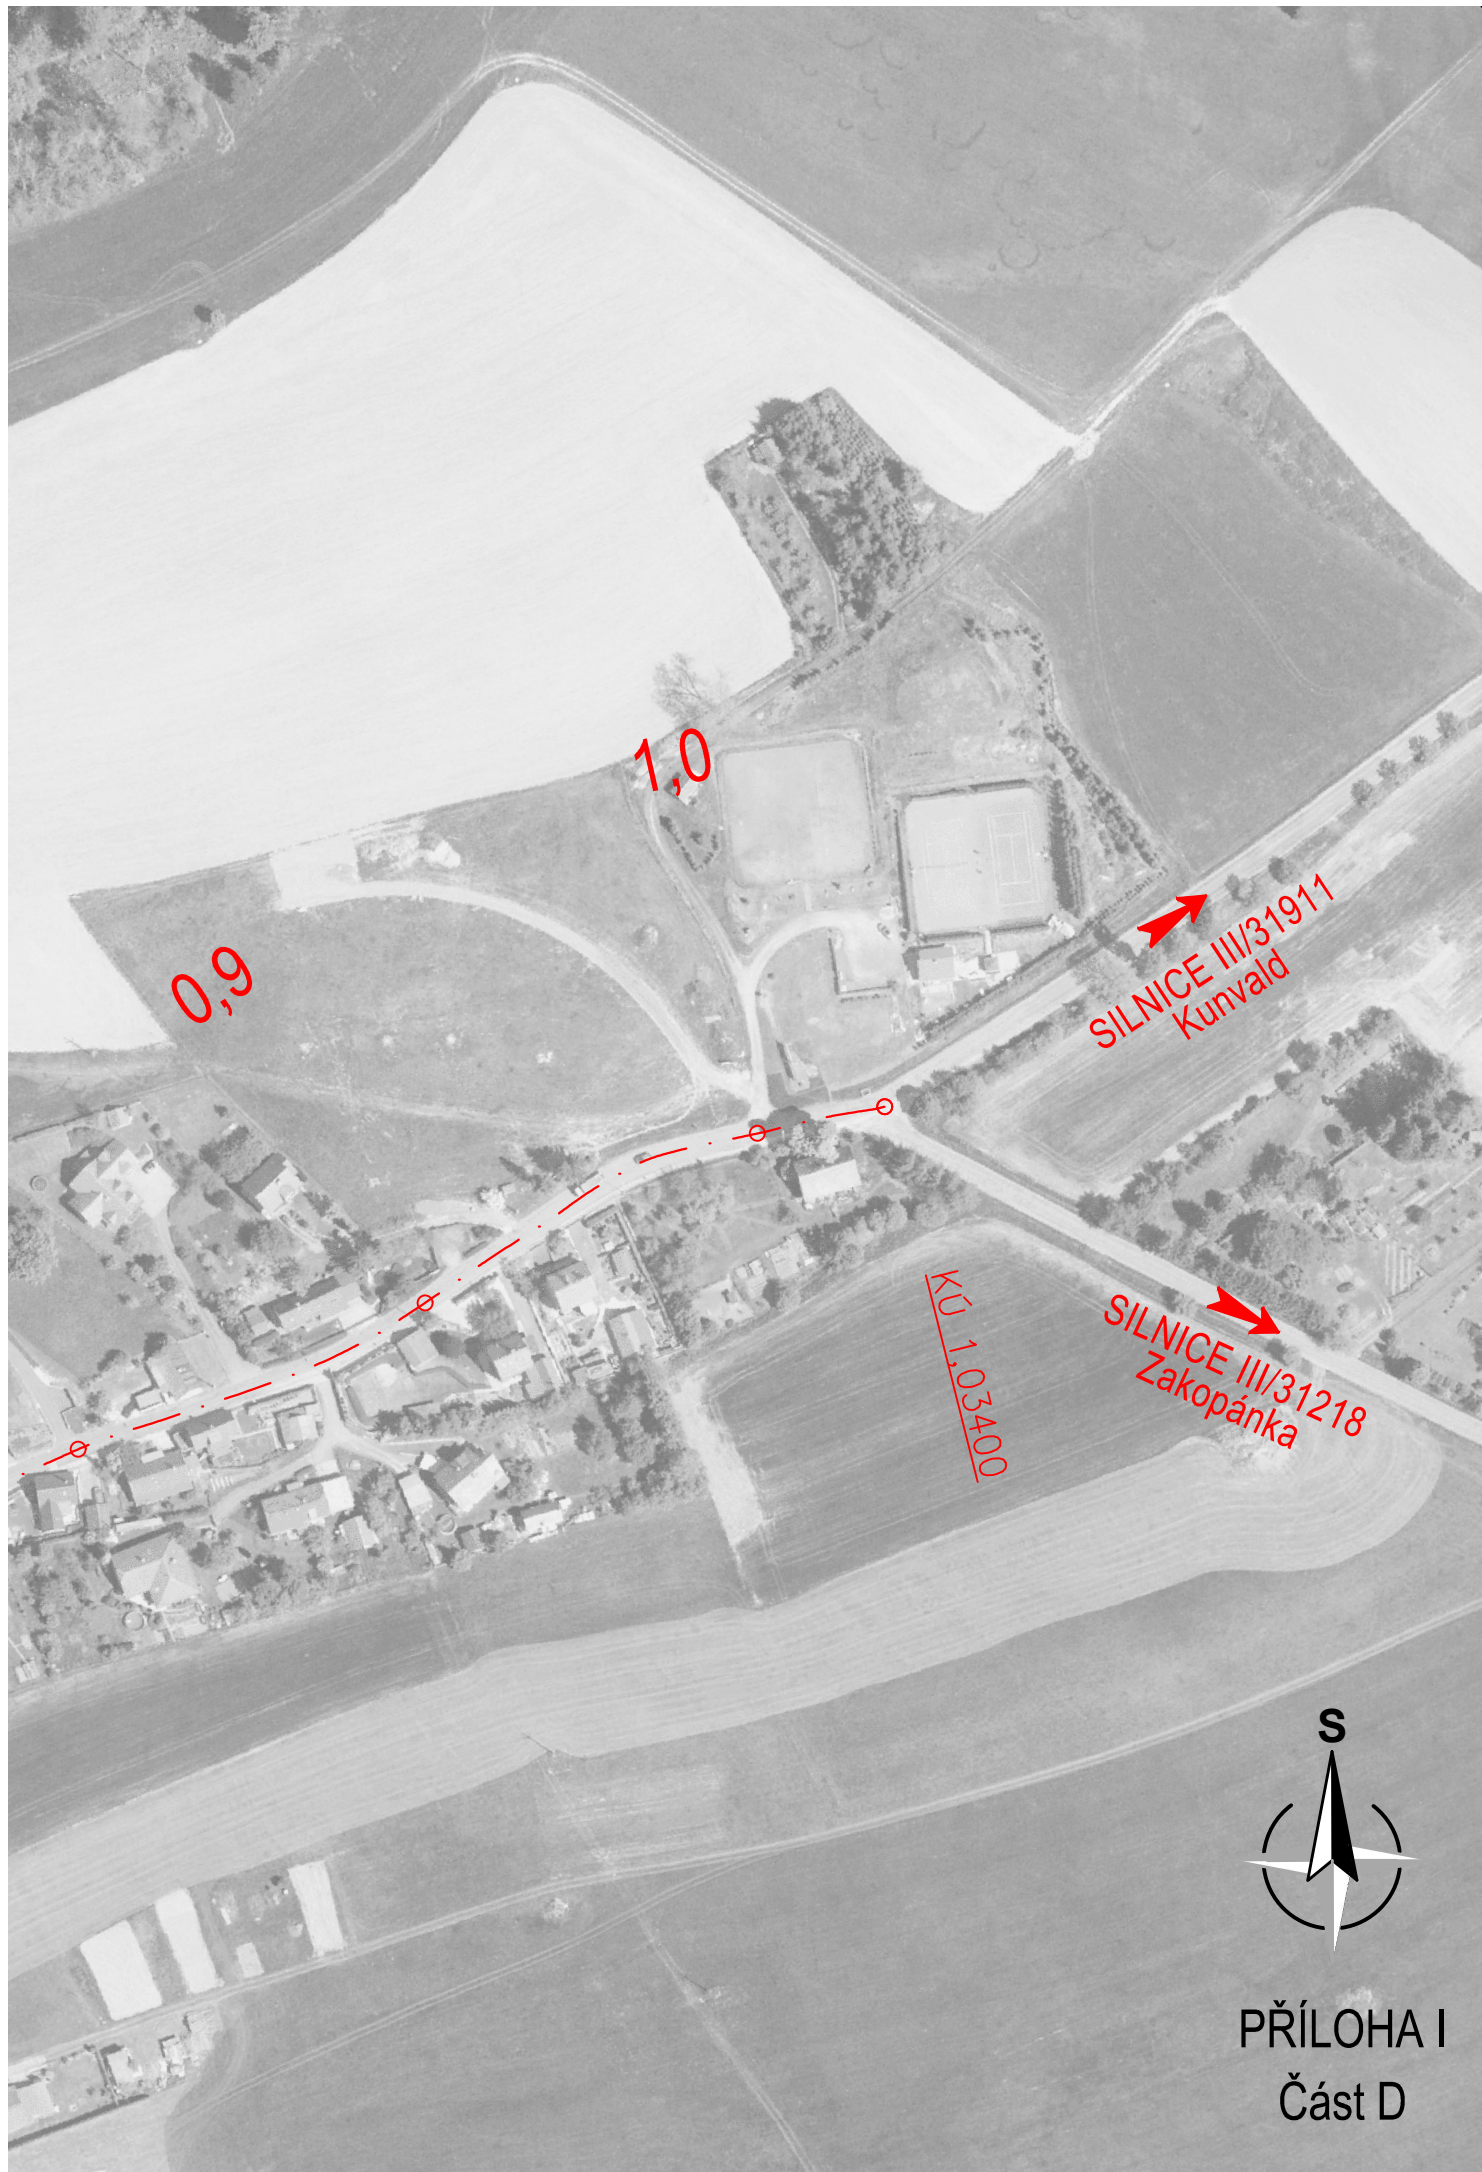 1,0
0,9
SILNICE III/31911
Kunvald
KÚ 1,03400
SILNICE III/31218
Zakopánka
S
PŘÍLOHA I
Část D